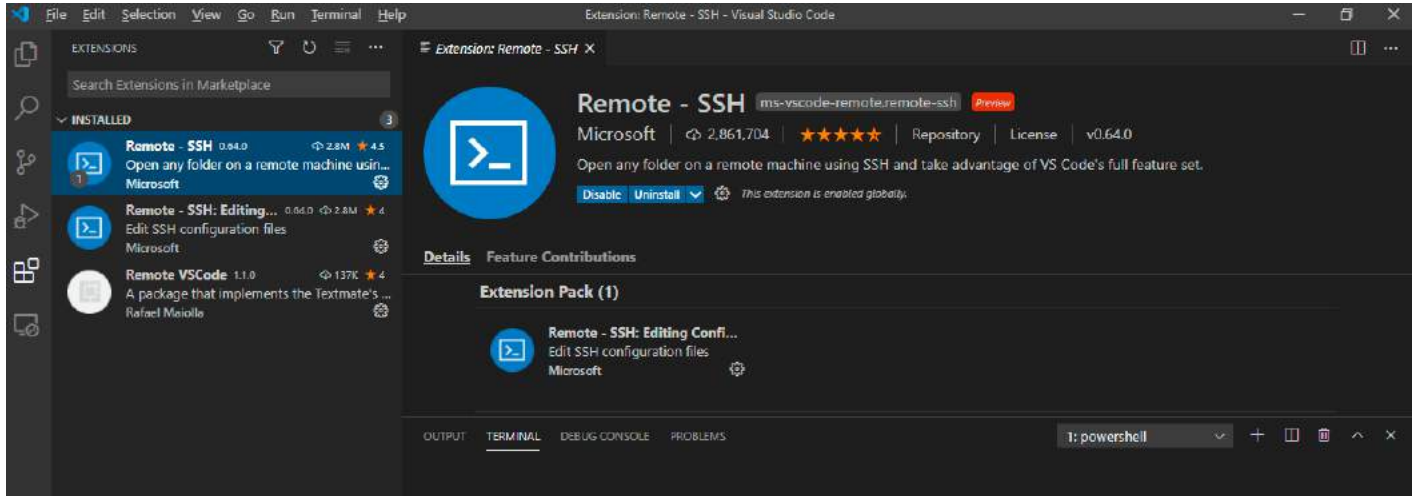 File Edit Selection View Go Run Terminal Help
Extension: Remote - SSH - Visual Studio Code
EXTENSIONS
Search Extensions in Marketplace
INSTALLED
3
Remote - SSH 0.64.0 2.8M 4.5
Open any folder on a remote machine usin...
1
Microsoft
Remote - SSH: Editing... 0.64.0 2.8M 4
Edit SSH configuration files
Microsoft
Remote VSCode 1.1.0 137K 4
A package that implements the Textmate's ...
Rafael Maiolla
Extension: Remote - SSH
Remote - SSH ms-vscode-remote.remote-ssh Preview
Microsoft 2,861,704 Repository License v0.64.0
Open any folder on a remote machine using SSH and take advantage of VS Code's full feature set.
Disable Uninstall This extension is enabled globally.
Details Feature Contributions
Extension Pack (1)
Remote - SSH: Editing Confi...
Edit SSH configuration files
Microsoft
OUTPUT TERMINAL DEBUG CONSOLE PROBLEMS
1: powershell